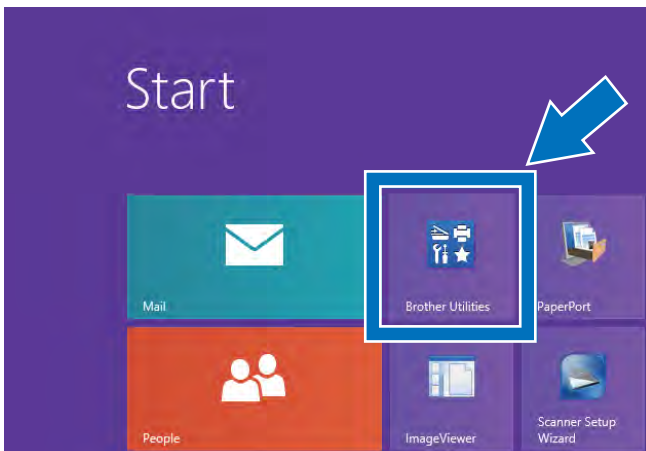 Start
Mail
Brother Utilities
PaperPort
People
ImageViewer
Scanner Setup
Wizard